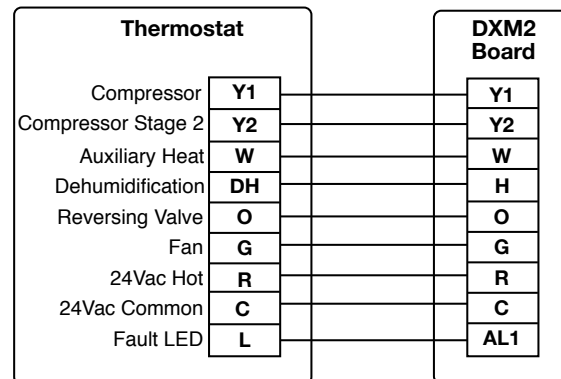 Thermostat DXM2
Board
Compressor Y1 Y1
Compressor Stage 2 Y2 Y2
Auxiliary Heat W W
Dehumidification DH H
Reversing Valve O O
Fan G G
24Vac Hot R R
24Vac Common C C
Fault LED L AL1